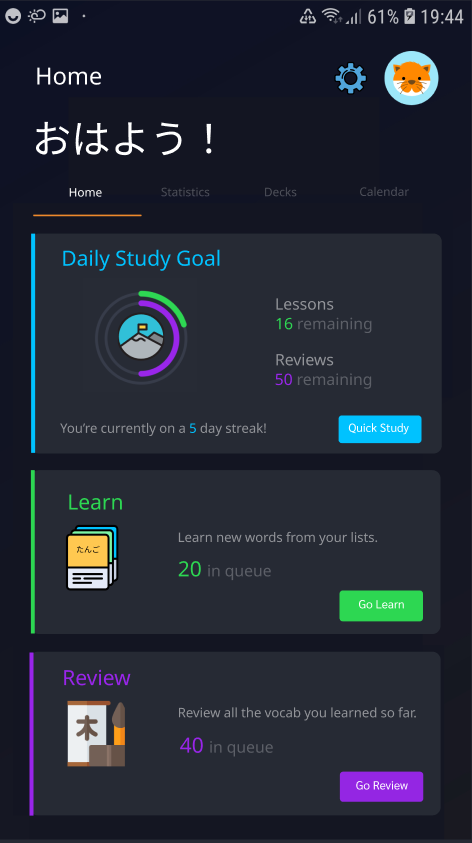 61% 19:44
Home
おはよう！
Home Statistics Decks Calendar
Daily Study Goal
Lessons
16 remaining
Reviews
50 remaining
You're currently on a 5 day streak!
Quick Study
Learn
たんご
Learn new words from your lists.
20 in queue
Go Learn
Review
木
Review all the vocab you learned so far.
40 in queue
Go Review